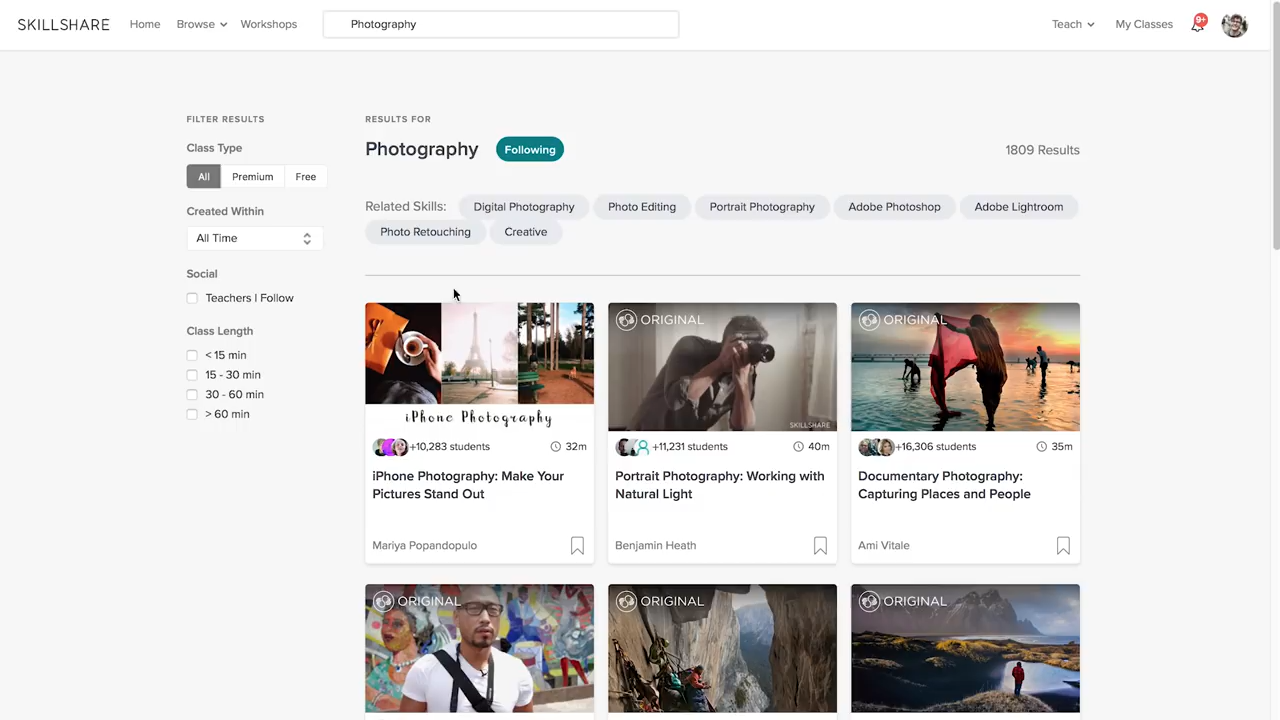 SKILLSHARE Home Browse Workshops Photography Teach My Classes 9+
FILTER RESULTS
Class Type
All Premium Free
Created Within
All Time
Social
Teachers I Follow
Class Length
< 15 min
15 - 30 min
30 - 60 min
> 60 min
RESULTS FOR
Photography Following 1809 Results
Related Skills: Digital Photography Photo Editing Portrait Photography Adobe Photoshop Adobe Lightroom
Photo Retouching Creative
iPhone Photography
+10,283 students 32m
iPhone Photography: Make Your
Pictures Stand Out
Mariya Popandopulo
ORIGINAL
SKILLSHARE
+11,231 students 40m
Portrait Photography: Working with
Natural Light
Benjamin Heath
ORIGINAL
+16,306 students 35m
Documentary Photography:
Capturing Places and People
Ami Vitale
ORIGINAL
ORIGINAL
ORIGINAL